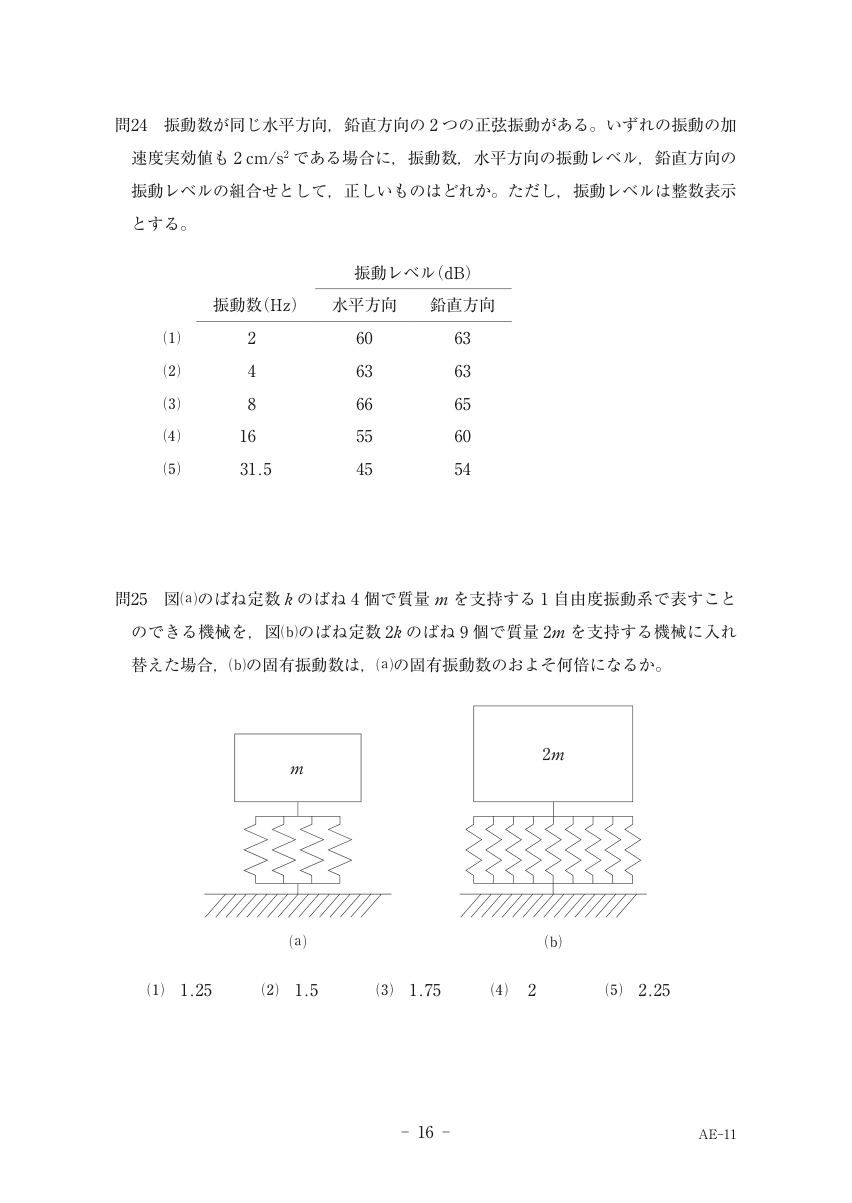 問24　振動数が同じ水平方向，鉛直方向の2つの正弦振動がある。いずれの振動の加
速度実効値も2 cm/s²である場合に，振動数，水平方向の振動レベル，鉛直方向の
振動レベルの組合せとして，正しいものはどれか。ただし，振動レベルは整数表示
とする。
振動レベル(dB)
振動数(Hz)　水平方向　鉛直方向
(1)　2　60　63
(2)　4　63　63
(3)　8　66　65
(4)　16　55　60
(5)　31.5　45　54
問25　図(a)のばね定数 k のばね4個で質量 m を支持する1自由度振動系で表すこと
のできる機械を，図(b)のばね定数2kのばね9個で質量2mを支持する機械に入れ
替えた場合，(b)の固有振動数は，(a)の固有振動数のおよそ何倍になるか。
2m
m
(a)　(b)
(1)　1.25　(2)　1.5　(3)　1.75　(4)　2　(5)　2.25
- 16 -
AE-11